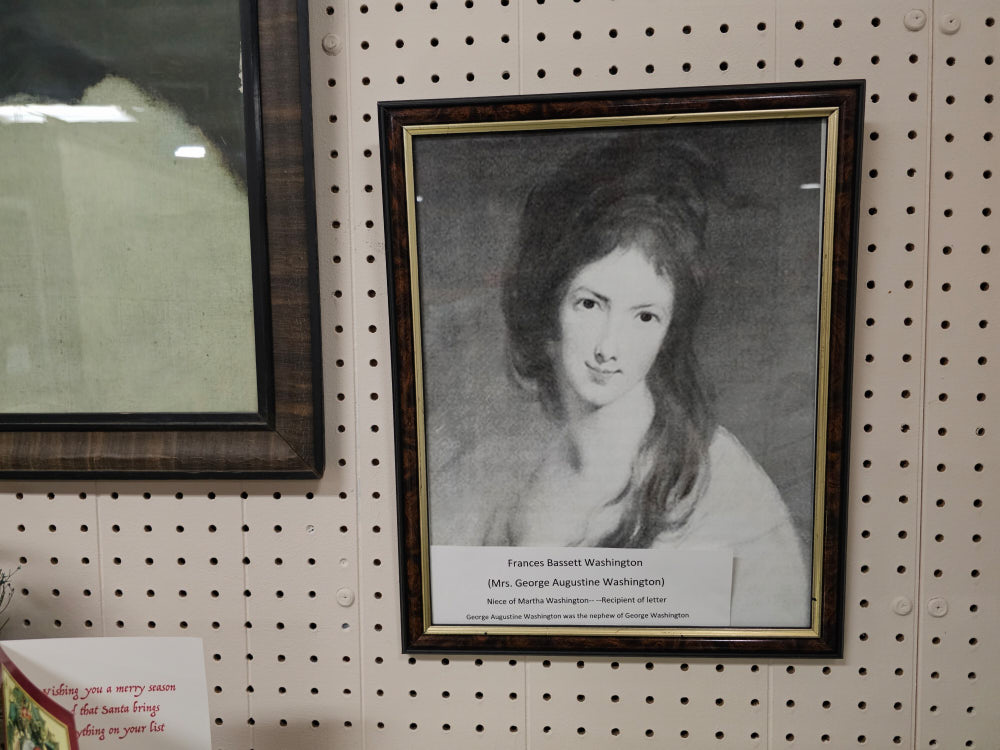 Frances Bassett Washington
(Mrs. George Augustine Washington)
Niece of Martha Washington-- --Recipient of letter
George Augustine Washington was the nephew of George Washington
Wishing you a merry season
that Santa brings
on your list